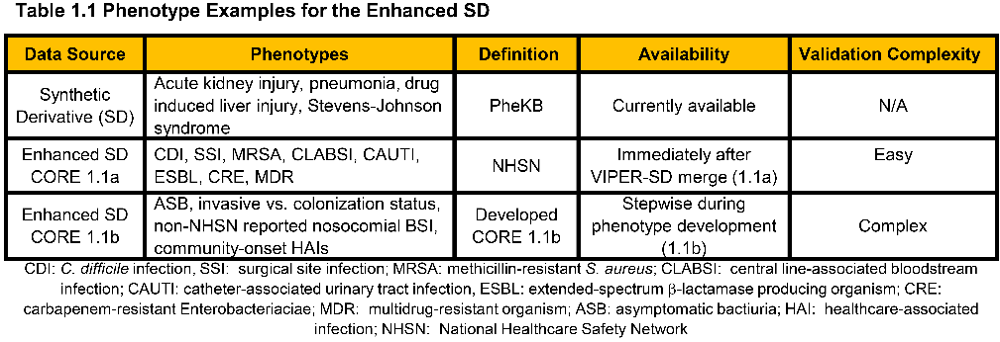 Table 1.1 Phenotype Examples for the Enhanced SD
Data Source Phenotypes Definition Availability Validation Complexity
Synthetic Derivative (SD) Acute kidney injury, pneumonia, drug induced liver injury, Stevens-Johnson syndrome PheKB Currently available N/A
Enhanced SD CORE 1.1a CDI, SSI, MRSA, CLABSI, CAUTI, ESBL, CRE, MDR NHSN Immediately after VIPER-SD merge (1.1a) Easy
Enhanced SD CORE 1.1b ASB, invasive vs. colonization status, non-NHSN reported nosocomial BSI, community-onset HAIs Developed CORE 1.1b Stepwise during phenotype development (1.1b) Complex
CDI: C. difficile infection, SSI: surgical site infection; MRSA: methicillin-resistant S. aureus; CLABSI: central line-associated bloodstream
infection; CAUTI: catheter-associated urinary tract infection, ESBL: extended-spectrum β-lactamase producing organism; CRE:
carbapenem-resistant Enterobacteriaciae; MDR: multidrug-resistant organism; ASB: asymptomatic bactiuria; HAI: healthcare-associated
infection; NHSN: National Healthcare Safety Network